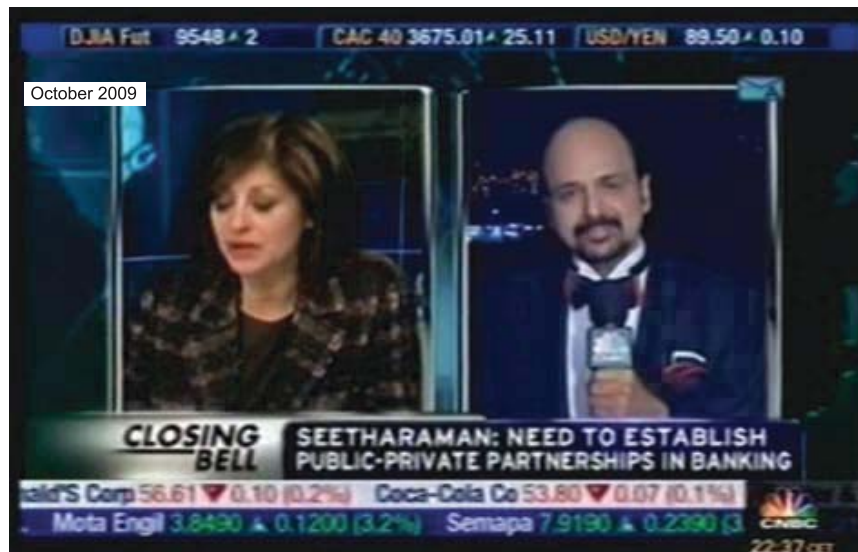 DJIA Fut 9548 ▲ 2 CAC 40 3675.01 ▲ 25.11 USD/YEN 89.50 ▲ 0.10
October 2009
CLOSING BELL
SEETHARAMAN: NEED TO ESTABLISH
PUBLIC-PRIVATE PARTNERSHIPS IN BANKING
ald'S Corp 56.61 ▼ 0.10 (0.2%) Coca-Cola Co 53.80 ▼ 0.07 (0.1%)
Mota Engil 3.8490 ▲ 0.1200 (3.2%) Semapa 7.9190 ▲ 0.2390 (3.
CNBC
22:37 CET